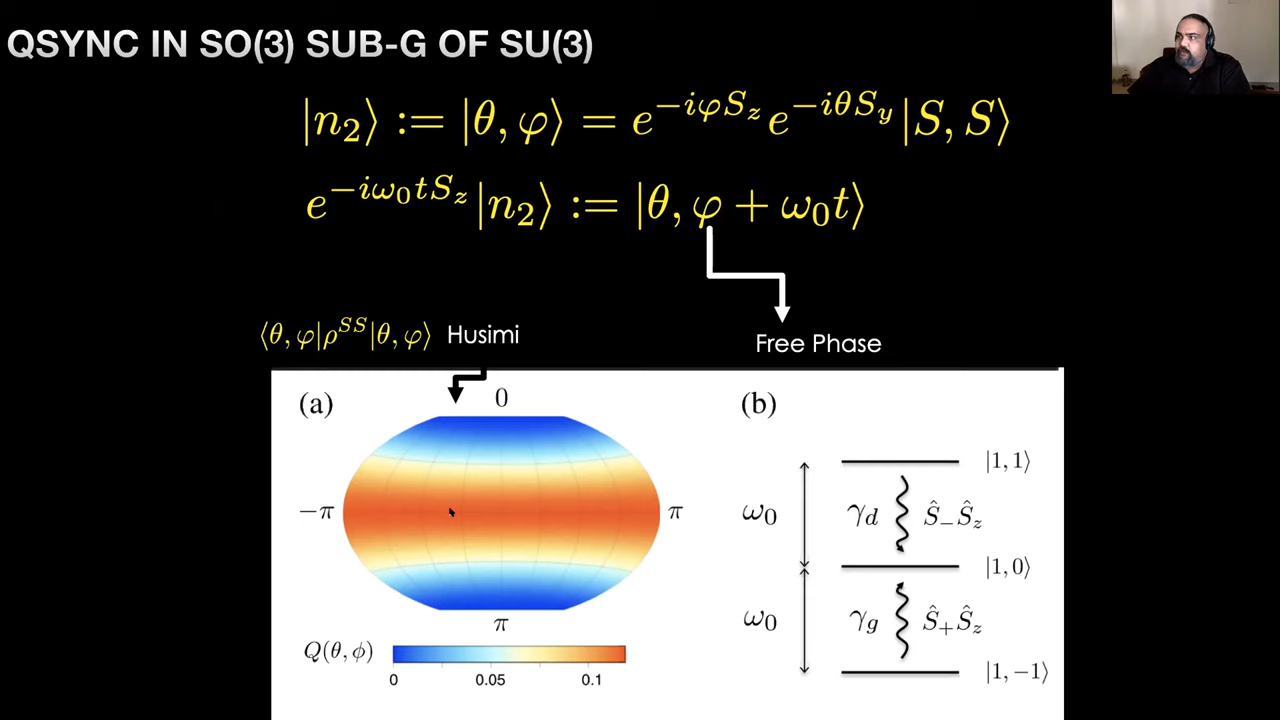 QSYNC IN SO(3) SUB-G OF SU(3)
|n₂⟩ := |θ, φ⟩ = e^{−iφS_z} e^{−iθS_y} |S, S⟩
e^{−iω₀tS_z} |n₂⟩ := |θ, φ + ω₀t⟩
⟨θ, φ|ρ^{SS}|θ, φ⟩ Husimi
Free Phase
(a)
0
−π
π
π
Q(θ, ϕ)
0 0.05 0.1
(b)
|1, 1⟩
ω₀ γ_d Ŝ₋Ŝ_z
|1, 0⟩
ω₀ γ_g Ŝ₊Ŝ_z
|1, −1⟩